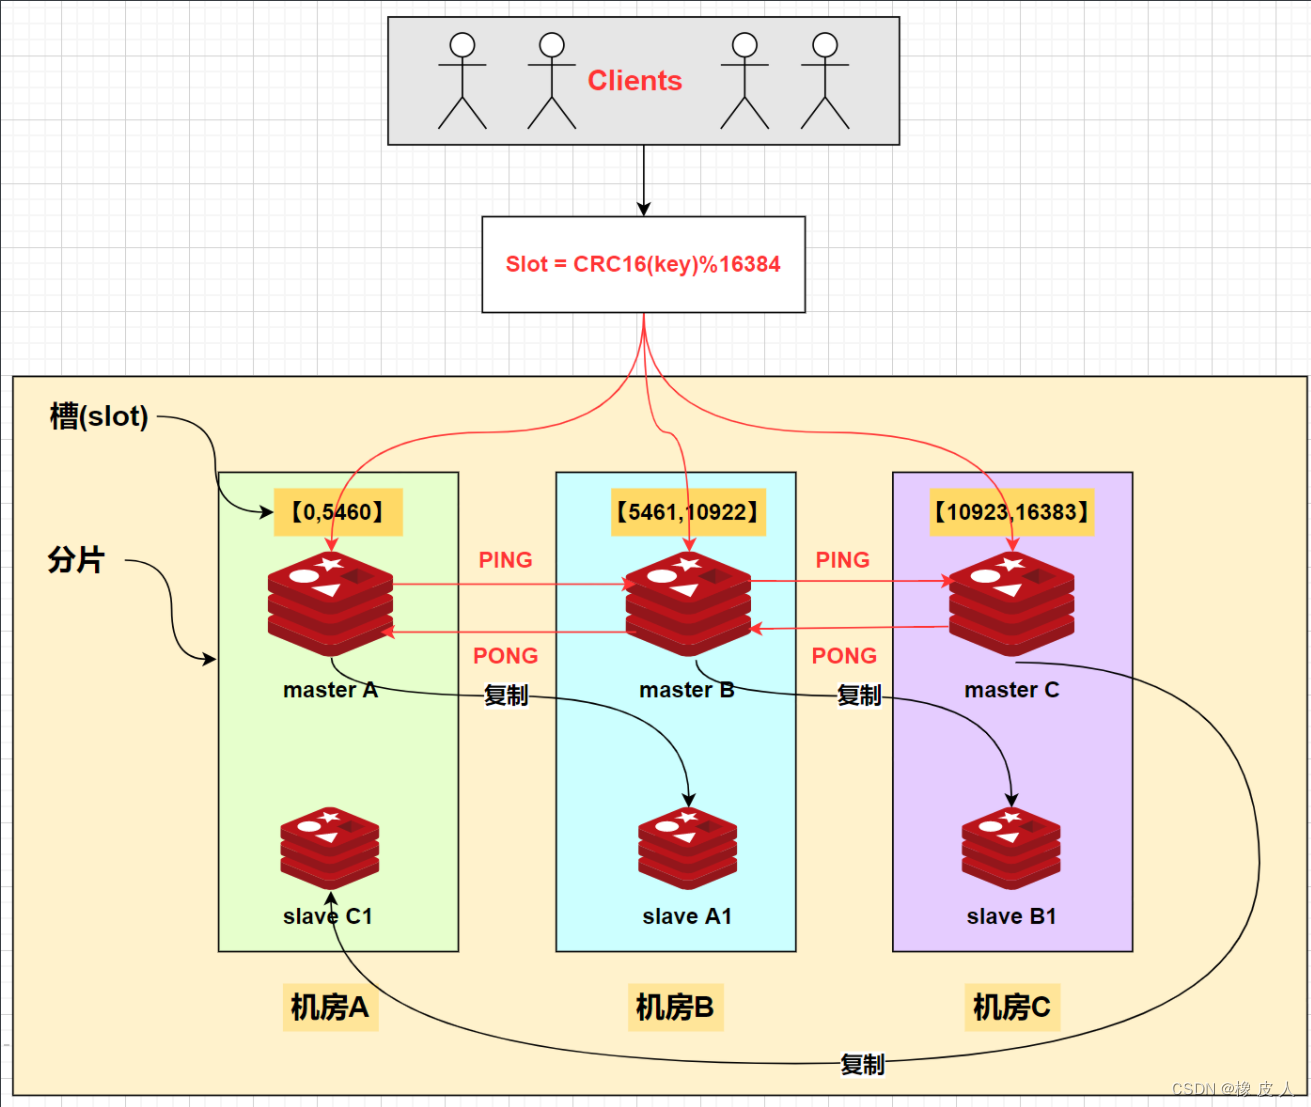 Clients
Slot = CRC16(key)%16384
槽(slot)
【0,5460】
【5461,10922】
【10923,16383】
分片
PING
PING
PONG
PONG
master A
复制
master B
复制
master C
slave C1
slave A1
slave B1
机房A
机房B
机房C
复制
CSDN @橡 皮 人